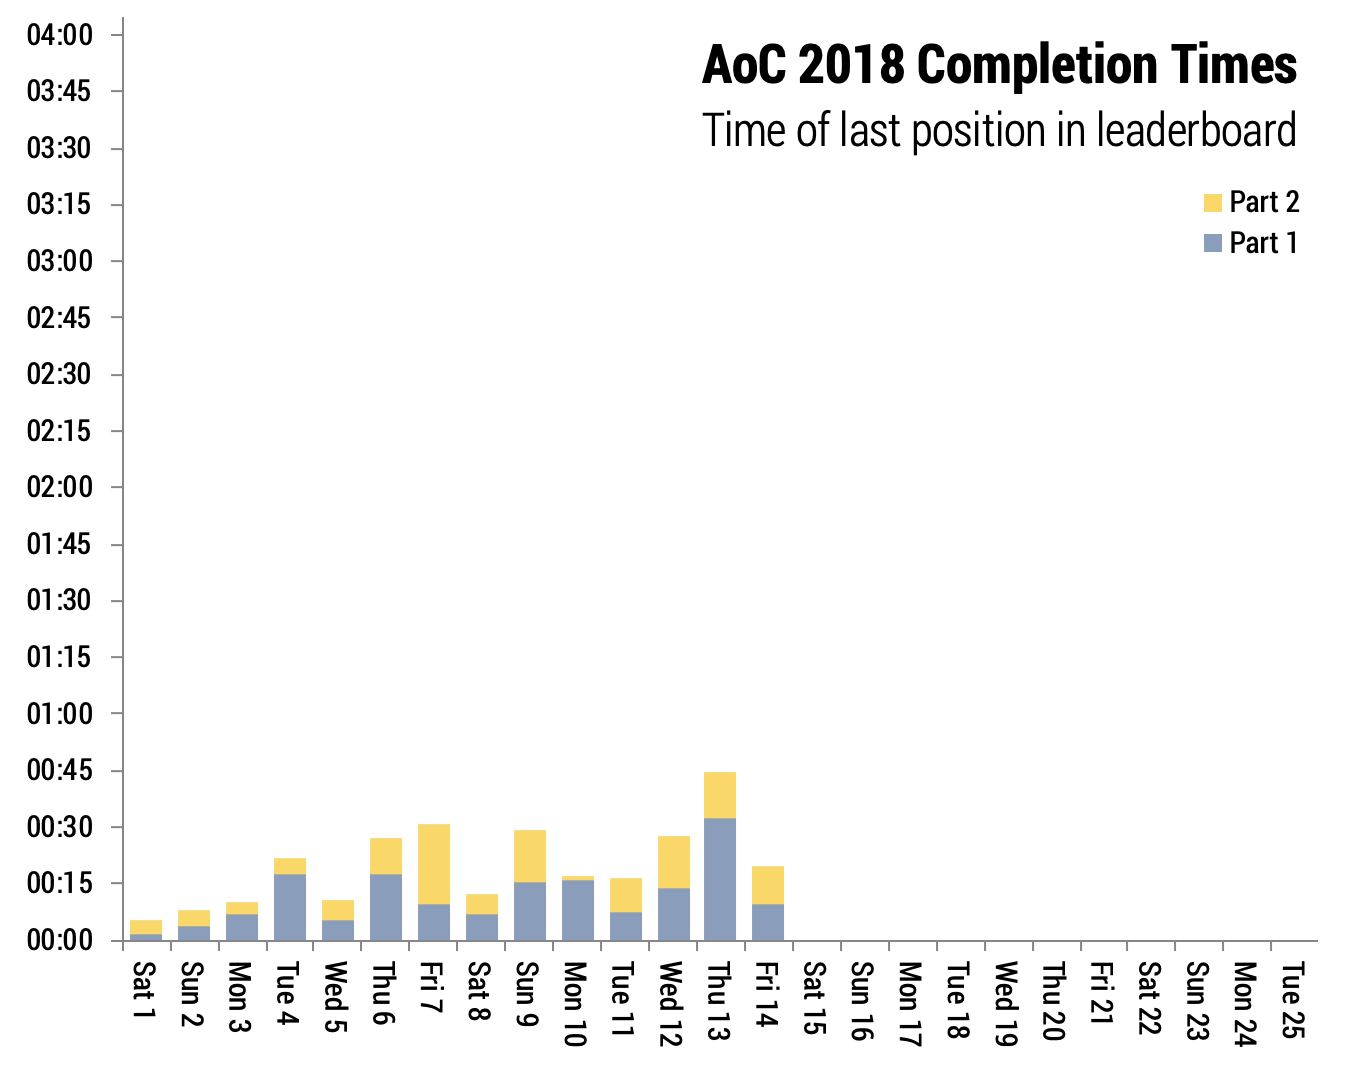 AoC 2018 Completion Times
Time of last position in leaderboard
Part 2
Part 1
04:00
03:45
03:30
03:15
03:00
02:45
02:30
02:15
02:00
01:45
01:30
01:15
01:00
00:45
00:30
00:15
00:00
Sat 1
Sun 2
Mon 3
Tue 4
Wed 5
Thu 6
Fri 7
Sat 8
Sun 9
Mon 10
Tue 11
Wed 12
Thu 13
Fri 14
Sat 15
Sun 16
Mon 17
Tue 18
Wed 19
Thu 20
Fri 21
Sat 22
Sun 23
Mon 24
Tue 25